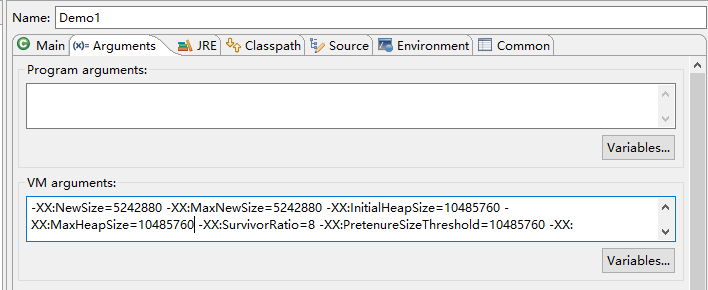 Name: Demo1
Main (x)= Arguments JRE Classpath Source Environment Common
Program arguments:
Variables...
VM arguments:
-XX:NewSize=5242880 -XX:MaxNewSize=5242880 -XX:InitialHeapSize=10485760 -
XX:MaxHeapSize=10485760 -XX:SurvivorRatio=8 -XX:PretenureSizeThreshold=10485760 -XX:
Variables...